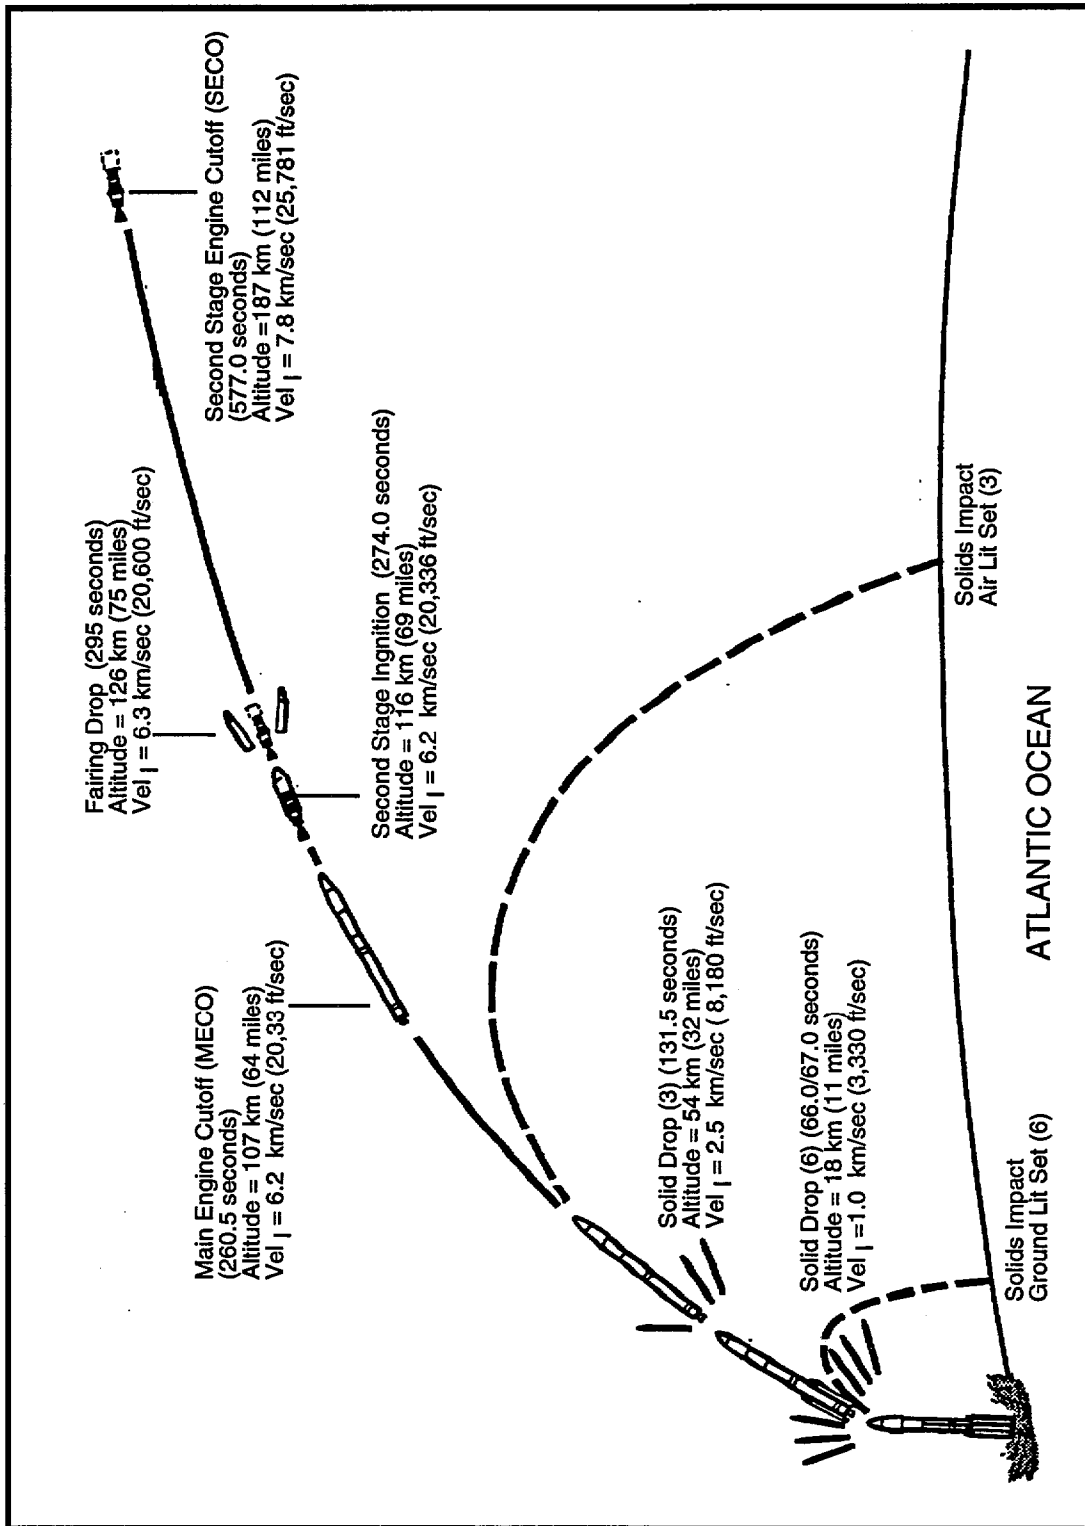 Fairing Drop (295 seconds)
Altitude = 126 km (75 miles)
Vel I = 6.3 km/sec (20,600 ft/sec)
Second Stage Engine Cutoff (SECO)
(577.0 seconds)
Altitude =187 km (112 miles)
Vel I = 7.8 km/sec (25,781 ft/sec)
Main Engine Cutoff (MECO)
(260.5 seconds)
Altitude = 107 km (64 miles)
Vel I = 6.2 km/sec (20,33 ft/sec)
Second Stage Ingnition (274.0 seconds)
Altitude = 116 km (69 miles)
Vel I = 6.2 km/sec (20,336 ft/sec)
Solid Drop (3) (131.5 seconds)
Altitude = 54 km (32 miles)
Vel I = 2.5 km/sec ( 8,180 ft/sec)
Solid Drop (6) (66.0/67.0 seconds)
Altitude = 18 km (11 miles)
Vel I =1.0 km/sec (3,330 ft/sec)
Solids Impact
Air Lit Set (3)
Solids Impact
Ground Lit Set (6)
ATLANTIC OCEAN